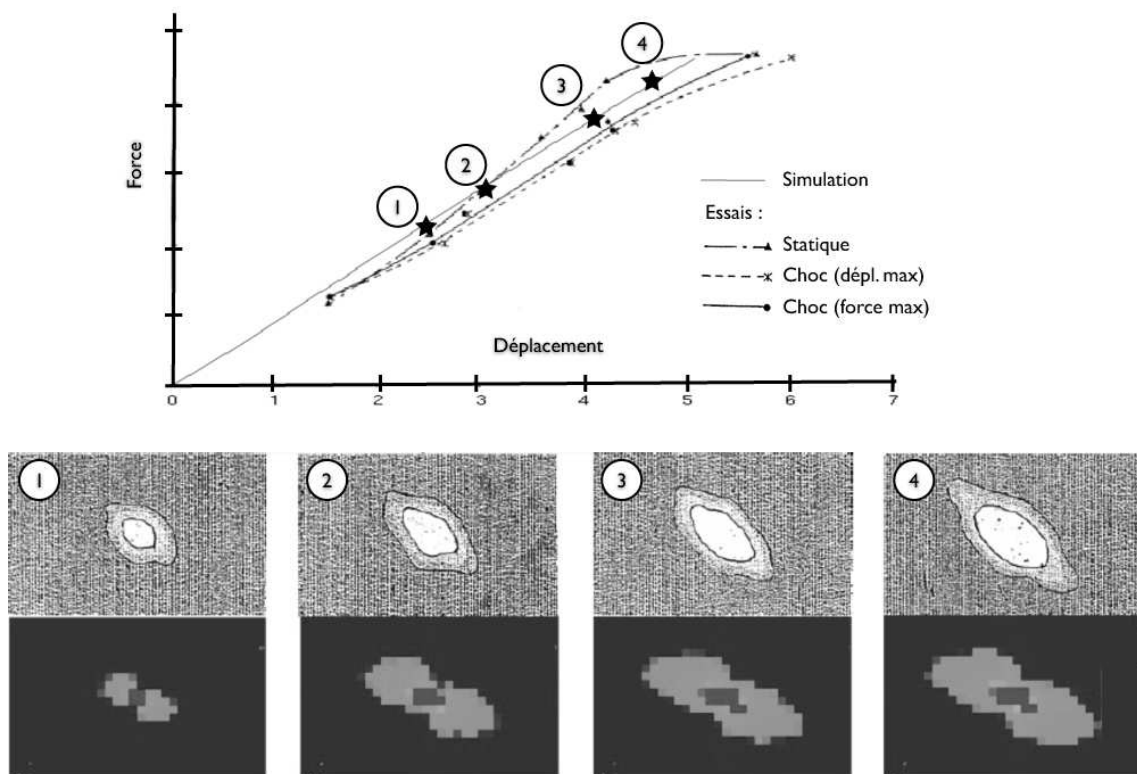 4
3
2
1
Force
Simulation
Essais :
Statique
Choc (dépl. max)
Choc (force max)
Déplacement
0 1 2 3 4 5 6 7
1 2 3 4